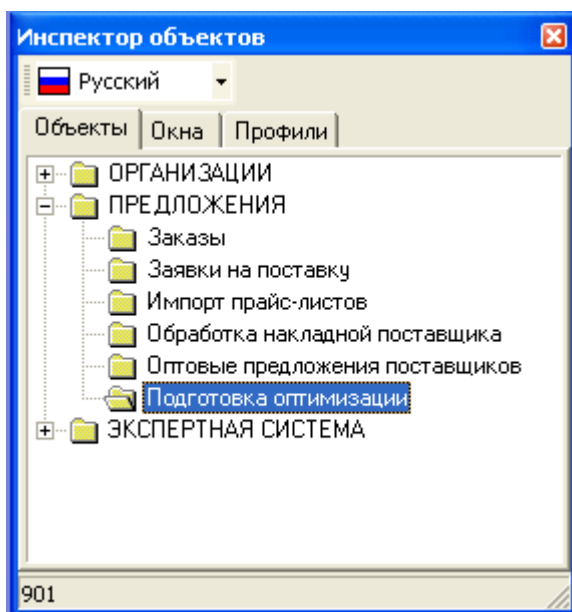 Инспектор объектов
Русский
Объекты Окна Профили
ОРГАНИЗАЦИИ
ПРЕДЛОЖЕНИЯ
Заказы
Заявки на поставку
Импорт прайс-листов
Обработка накладной поставщика
Оптовые предложения поставщиков
Подготовка оптимизации
ЭКСПЕРТНАЯ СИСТЕМА
901